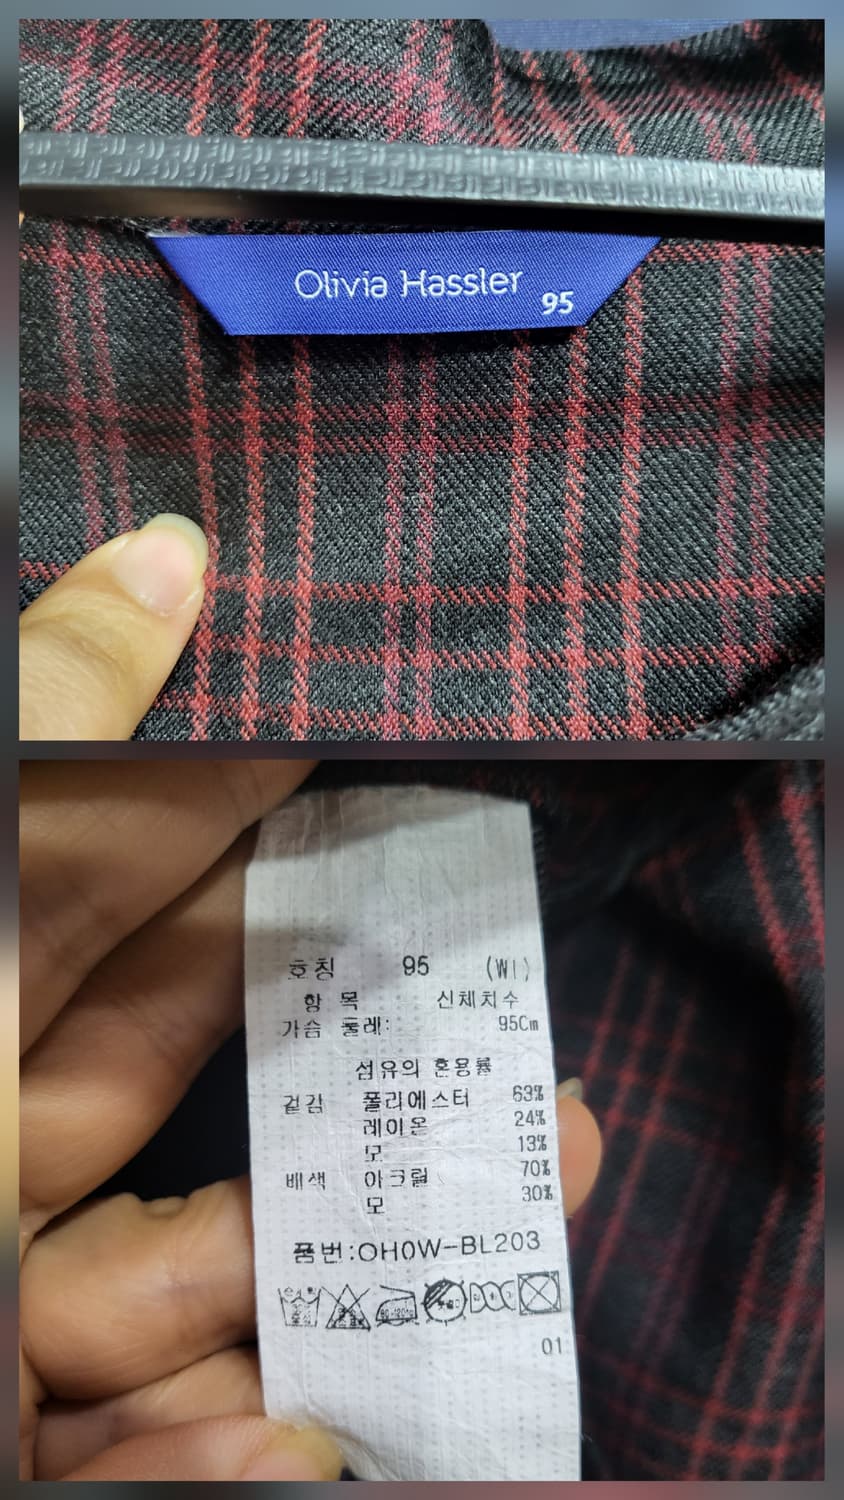 Olivia Hassler
95
호칭 95 (WI)
항목 신체치수
가슴 둘레: 95Cm
섬유의 혼용률
겉감 폴리에스터 63%
레이온 24%
모 13%
배색 아크릴 70%
모 30%
품번:OH0W-BL203
01